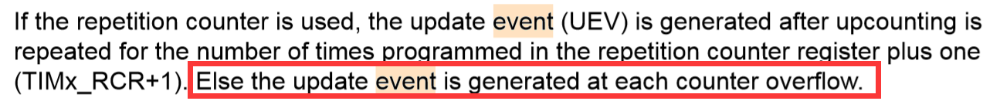 If the repetition counter is used, the update event (UEV) is generated after upcounting is
repeated for the number of times programmed in the repetition counter register plus one
(TIMx_RCR+1). Else the update event is generated at each counter overflow.